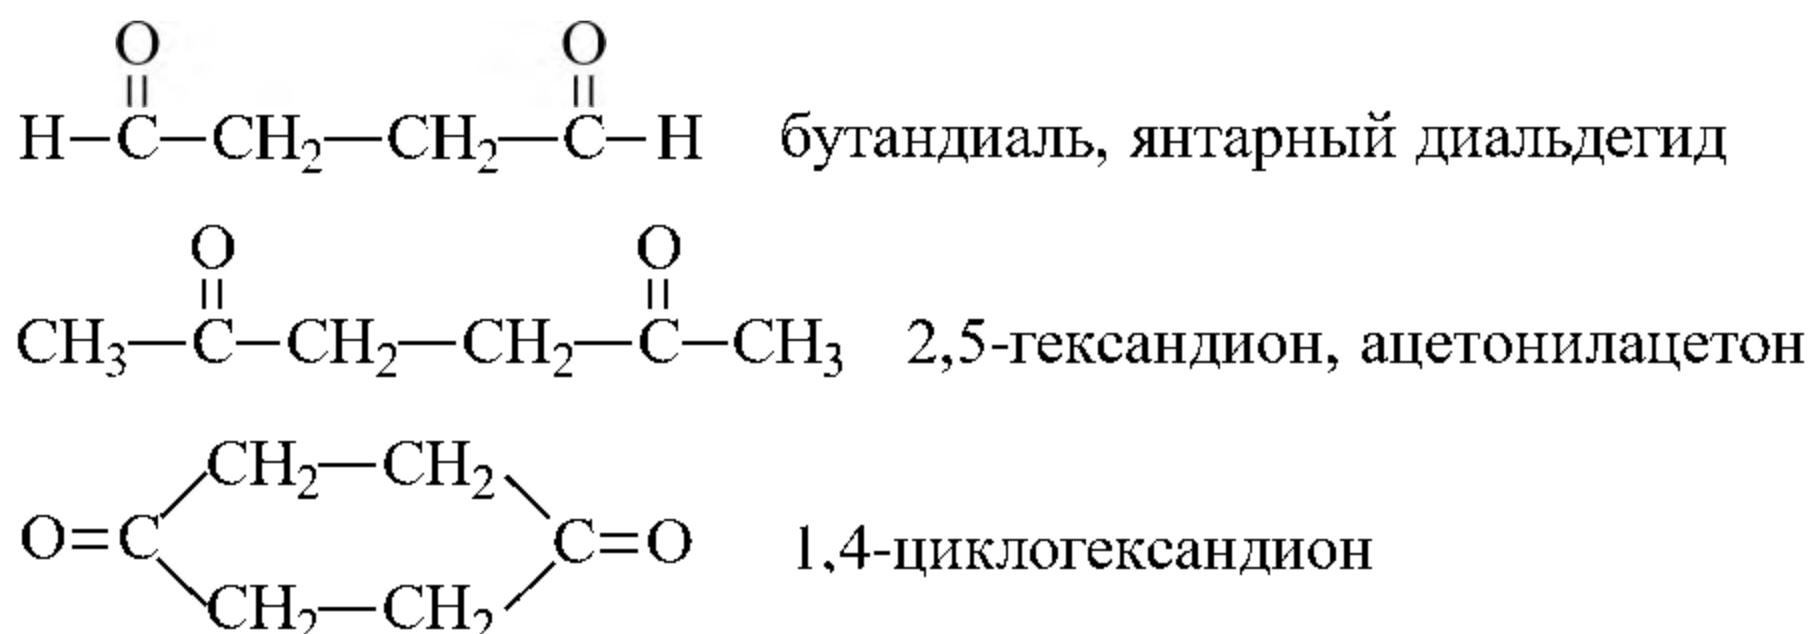 O O
H—C—CH₂—CH₂—C—H бутандиаль, янтарный диальдегид
O O
CH₃—C—CH₂—CH₂—C—CH₃ 2,5-гександион, ацетонилацетон
CH₂—CH₂
O=C C=O 1,4-циклогександион
CH₂—CH₂